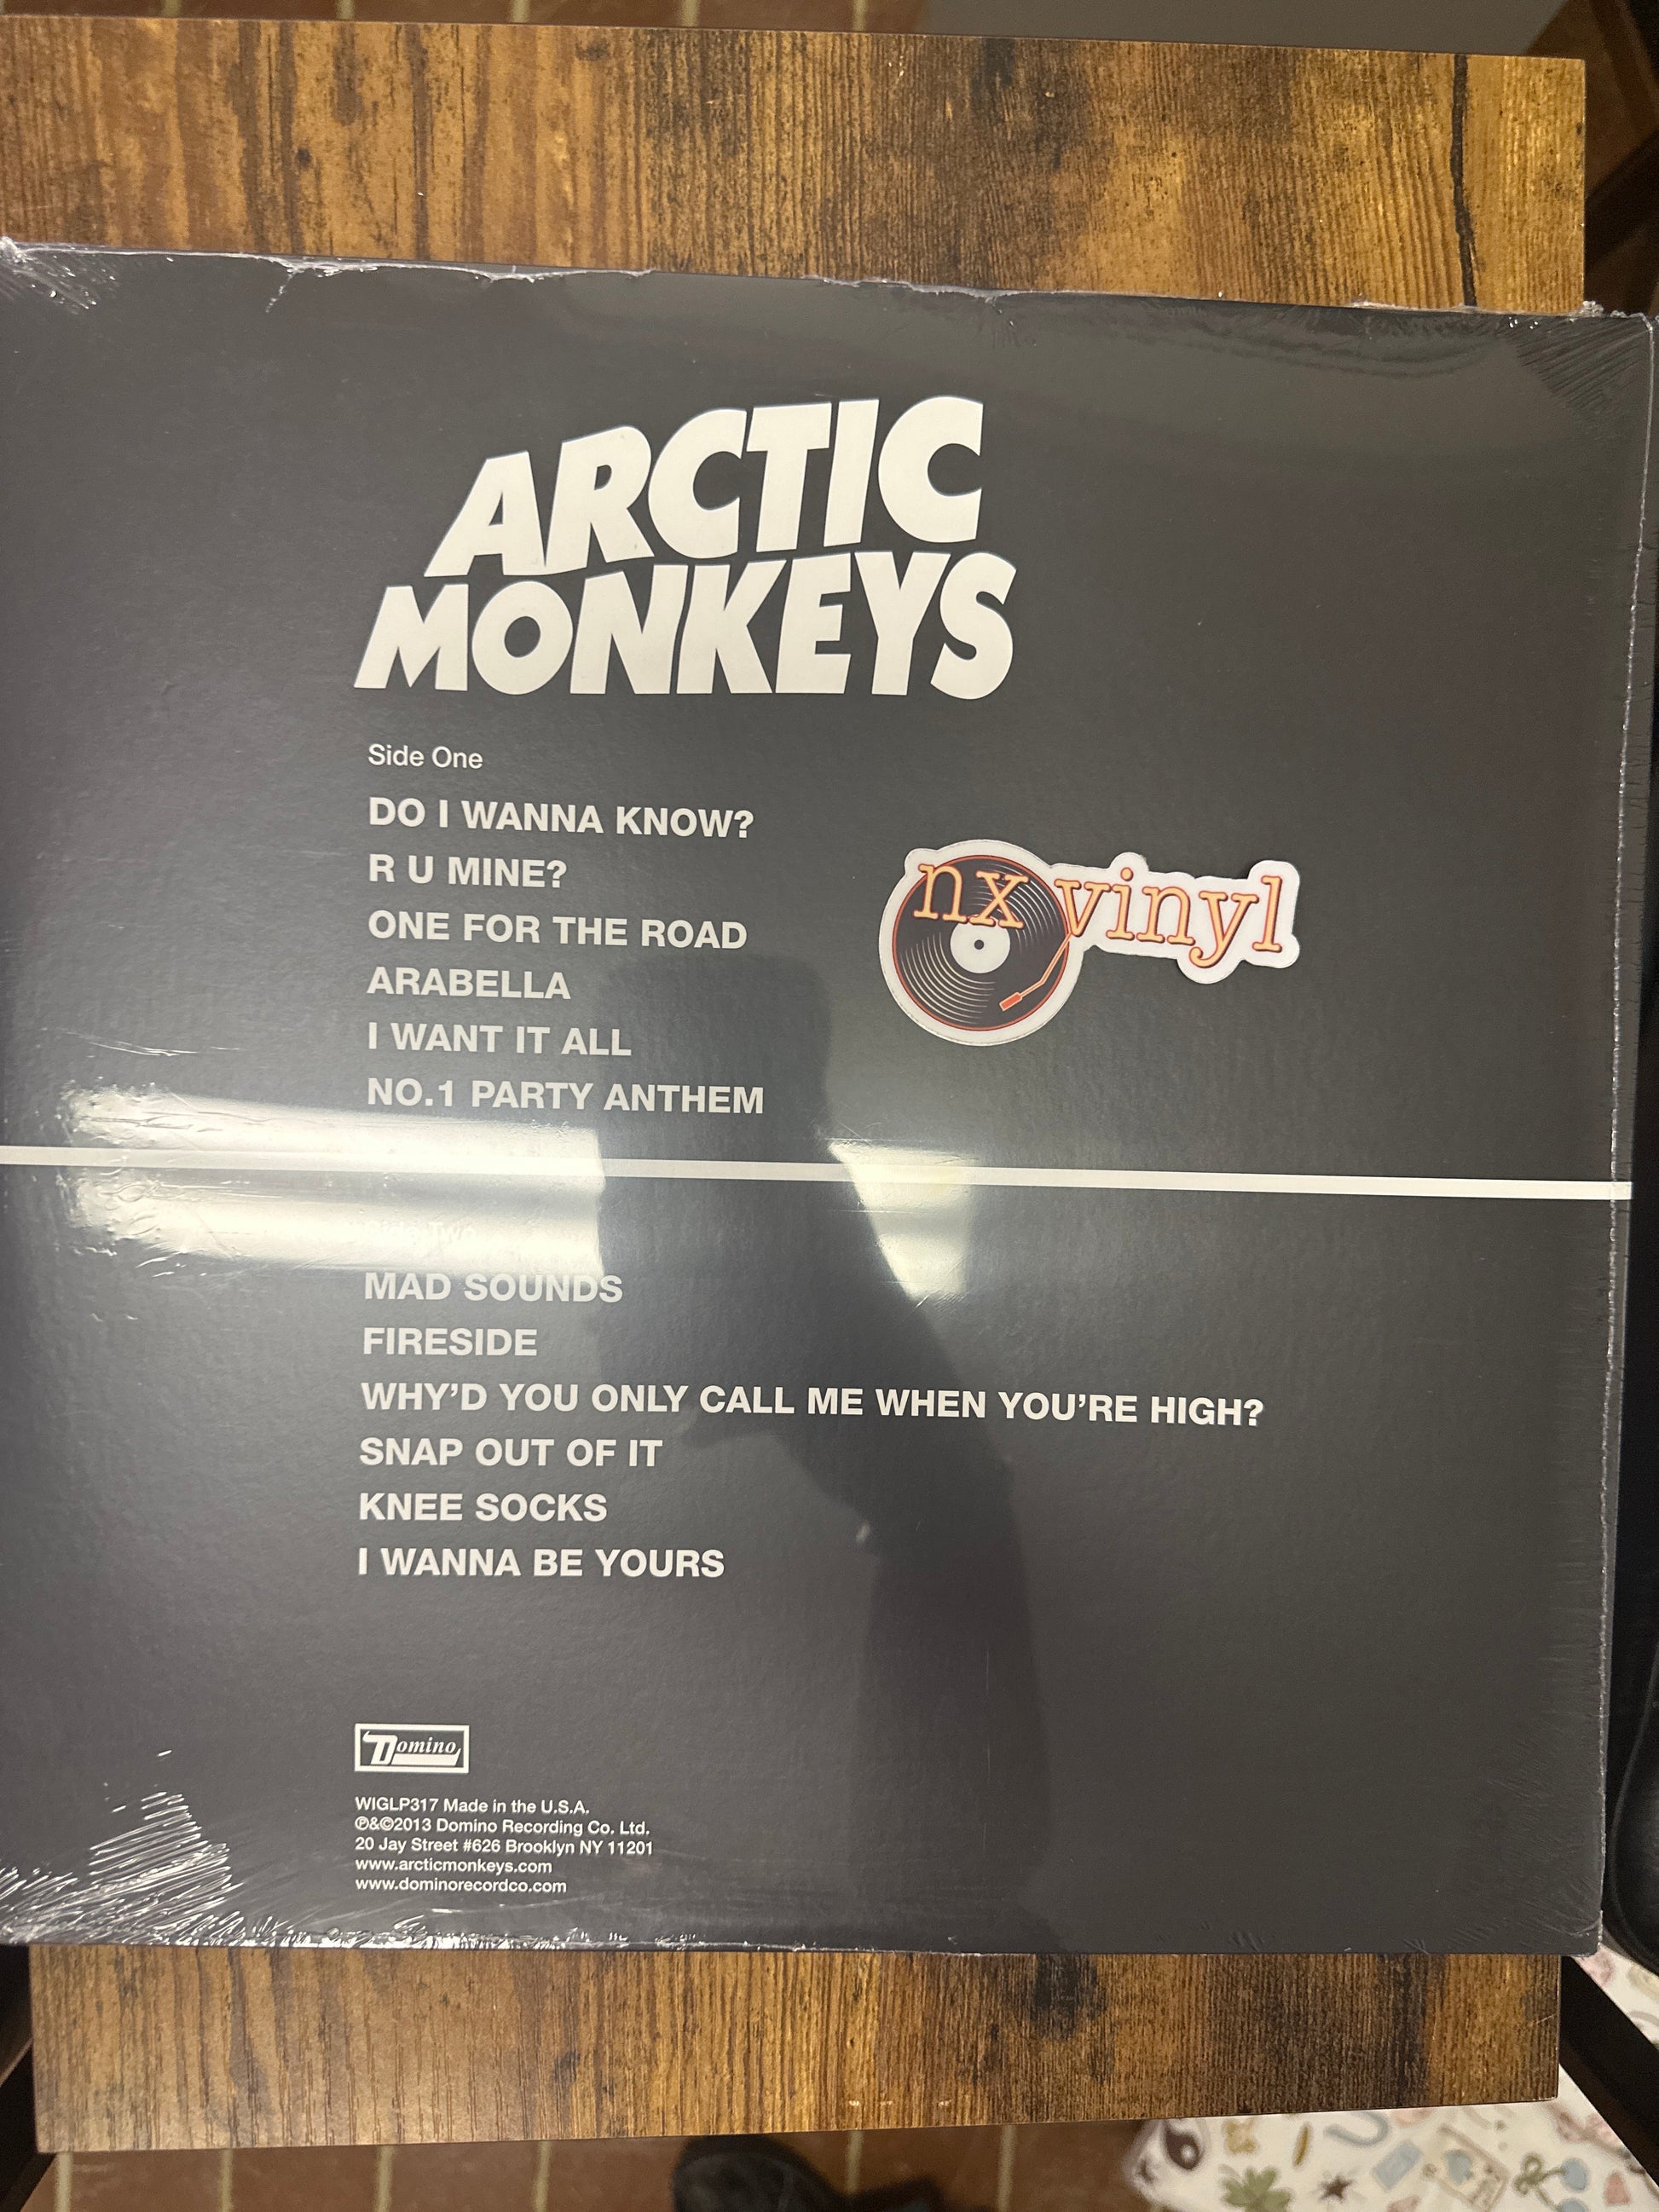 ARCTIC
MONKEYS
Side One
DO I WANNA KNOW?
R U MINE?
ONE FOR THE ROAD
ARABELLA
I WANT IT ALL
NO.1 PARTY ANTHEM
nx vinyl
Side Two
MAD SOUNDS
FIRESIDE
WHY'D YOU ONLY CALL ME WHEN YOU'RE HIGH?
SNAP OUT OF IT
KNEE SOCKS
I WANNA BE YOURS
Domino
WIGLP317 Made in the U.S.A.
℗&©2013 Domino Recording Co. Ltd.
20 Jay Street #626 Brooklyn NY 11201
www.arcticmonkeys.com
www.dominorecordco.com